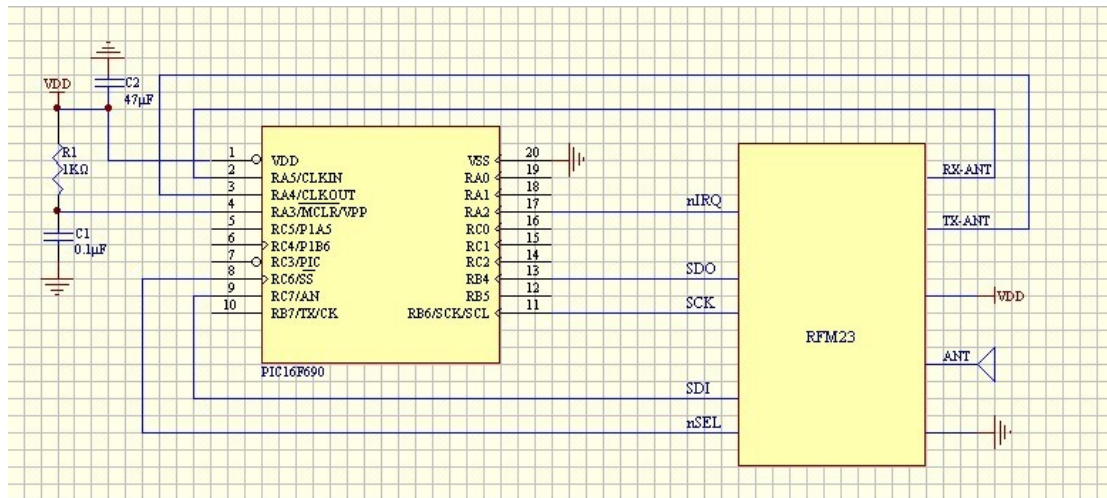 VDD
C2
47µF
R1
1KΩ
C1
0.1µF
1 VDD
2 RA5/CLKIN
3 RA4/CLKOUT
4 RA3/MCLR/VPP
5 RC5/P1A5
6 RC4/P1B6
7 RC3/PIC
8 RC6/SS
9 RC7/AN
10 RB7/TX/CK
VSS 20
RA0 19
RA1 18
RA2 17
RC0 16
RC1 15
RC2 14
RB4 13
RB5 12
RB6/SCK/SCL 11
PIC16F690
nIRQ
SDO
SCK
SDI
nSEL
RFM23
RX-ANT
TX-ANT
VDD
ANT